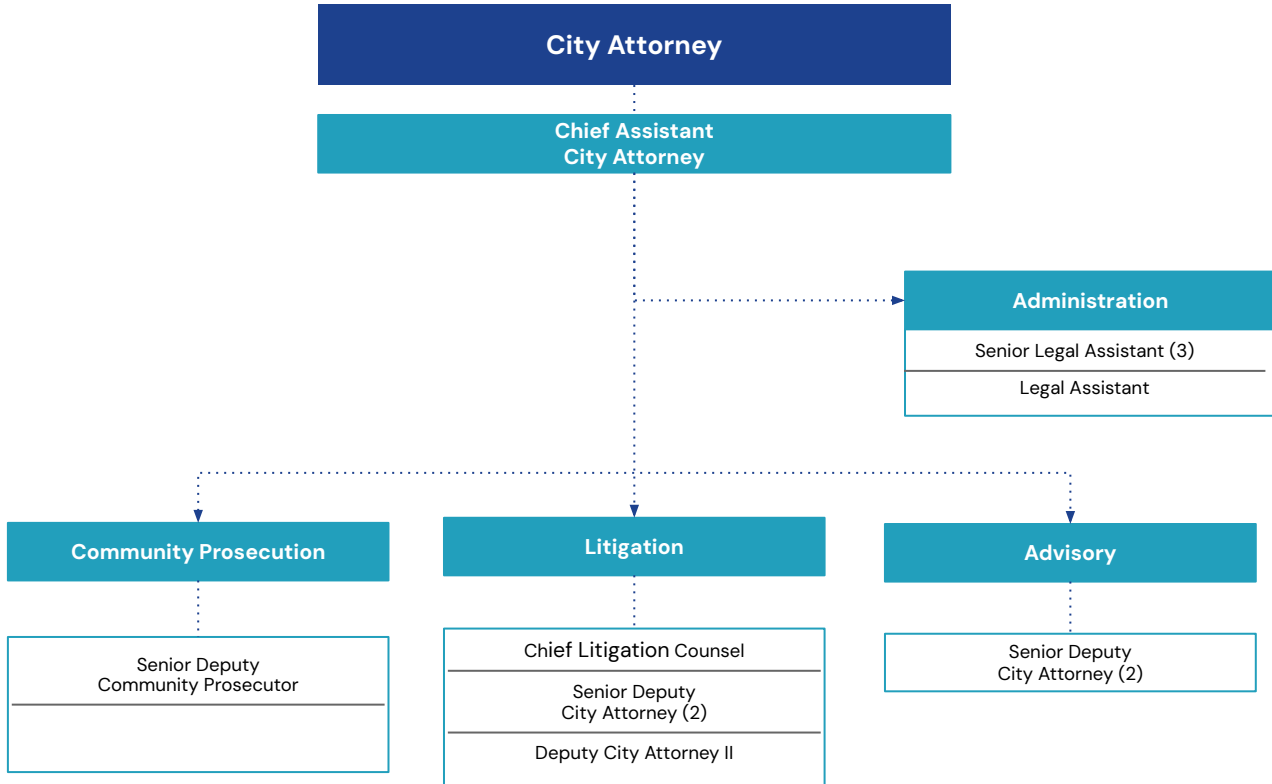 City Attorney
Chief Assistant
City Attorney
Administration
Senior Legal Assistant (3)
Legal Assistant
Community Prosecution
Senior Deputy
Community Prosecutor
Litigation
Chief Litigation Counsel
Senior Deputy
City Attorney (2)
Deputy City Attorney II
Advisory
Senior Deputy
City Attorney (2)